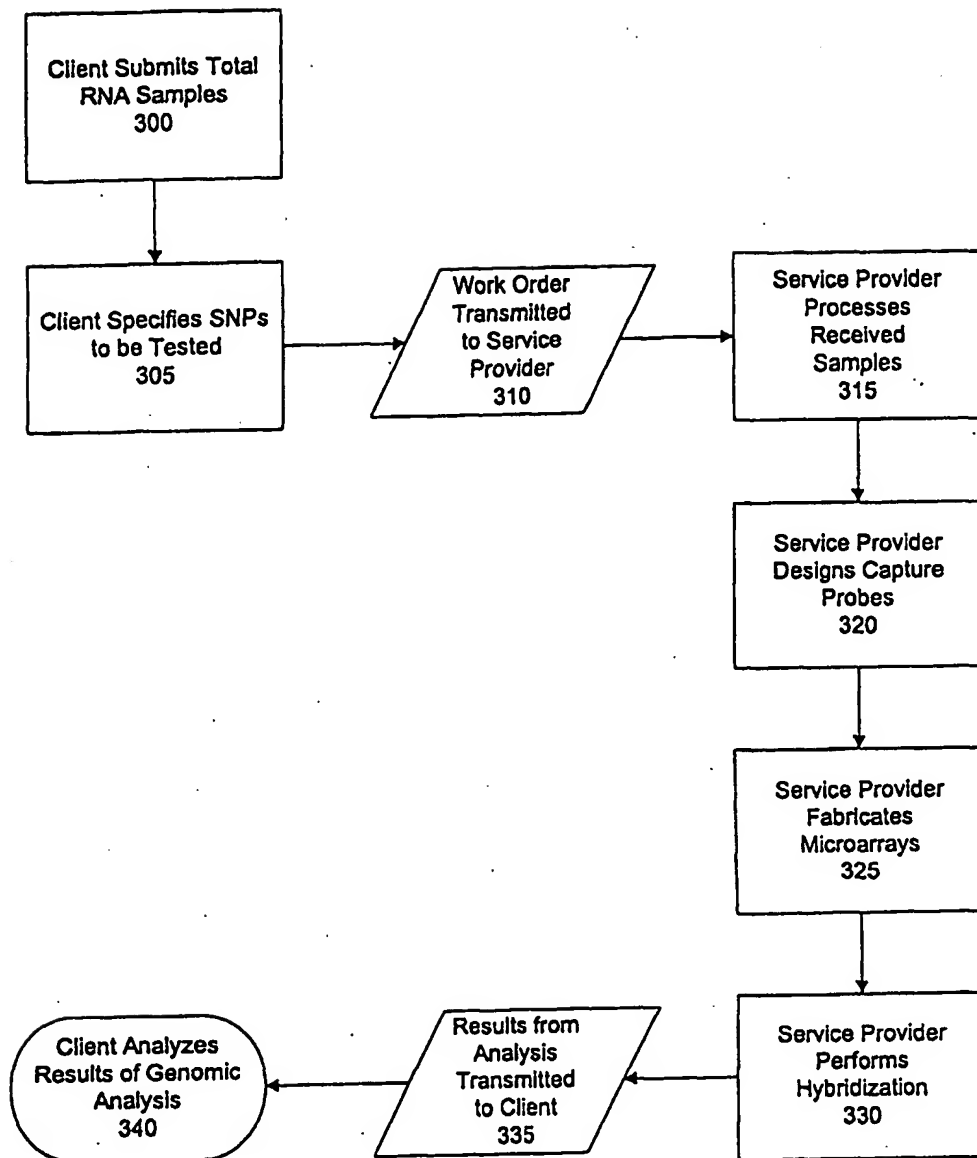 Client Submits Total
RNA Samples
300
Client Specifies SNPs
to be Tested
305
Work Order
Transmitted
to Service
Provider
310
Service Provider
Processes
Received
Samples
315
Service Provider
Designs Capture
Probes
320
Service Provider
Fabricates
Microarrays
325
Service Provider
Performs
Hybridization
330
Results from
Analysis
Transmitted
to Client
335
Client Analyzes
Results of Genomic
Analysis
340